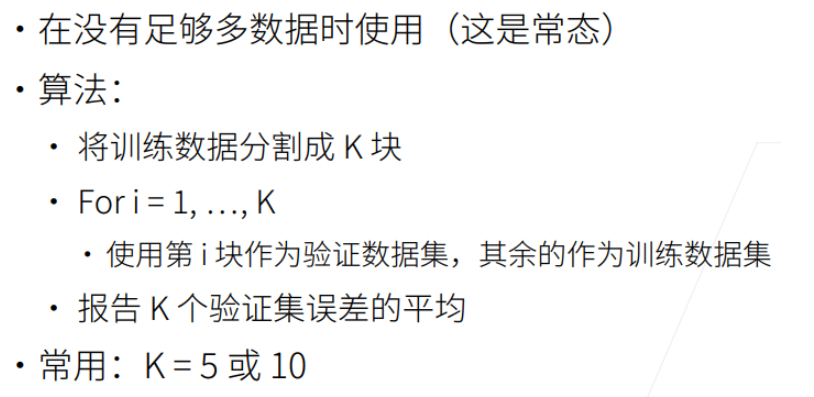 • 在没有足够多数据时使用（这是常态）
• 算法：
• 将训练数据分割成 K 块
• For i = 1, …, K
• 使用第 i 块作为验证数据集，其余的作为训练数据集
• 报告 K 个验证集误差的平均
• 常用：K = 5 或 10